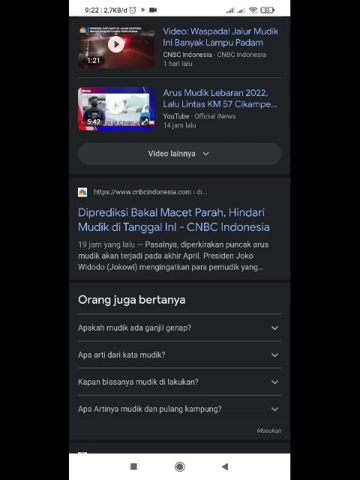 9:22 | 2,7KB/d
Video: Waspada! Jalur Mudik
Ini Banyak Lampu Padam
CNBC Indonesia · CNBC Indonesia
1 hari lalu
1:21
Arus Mudik Lebaran 2022,
Lalu Lintas KM 57 Cikampe...
YouTube · Official iNews
14 jam lalu
5:42
Video lainnya
https://www.cnbcindonesia.com › di...
Diprediksi Bakal Macet Parah, Hindari
Mudik di Tanggal Ini - CNBC Indonesia
19 jam yang lalu — Pasalnya, diperkirakan puncak arus
mudik akan terjadi pada akhir April. Presiden Joko
Widodo (Jokowi) mengingatkan para pemudik yang...
Orang juga bertanya
Apakah mudik ada ganjil genap?
Apa arti dari kata mudik?
Kapan biasanya mudik di lakukan?
Apa Artinya mudik dan pulang kampung?
Masukan